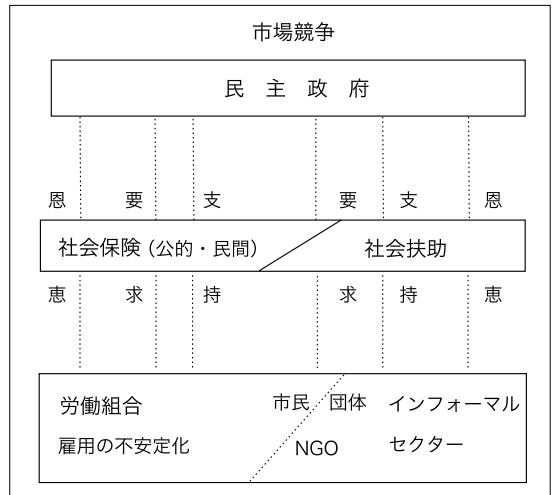 市場競争
民 主 政 府
恩 要 支 要 支 恩
社会保険(公的・民間) 社会扶助
恵 求 持 求 持 恵
労働組合 市民 団体 インフォーマル
雇用の不安定化 NGO セクター